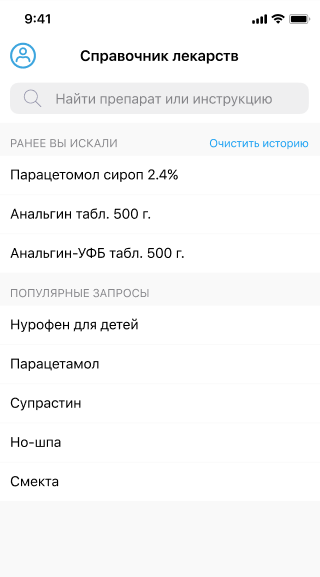 9:41
Справочник лекарств
Найти препарат или инструкцию
РАНЕЕ ВЫ ИСКАЛИ Очистить историю
Парацетомол сироп 2.4%
Анальгин табл. 500 г.
Анальгин-УФБ табл. 500 г.
ПОПУЛЯРНЫЕ ЗАПРОСЫ
Нурофен для детей
Парацетамол
Супрастин
Но-шпа
Смекта